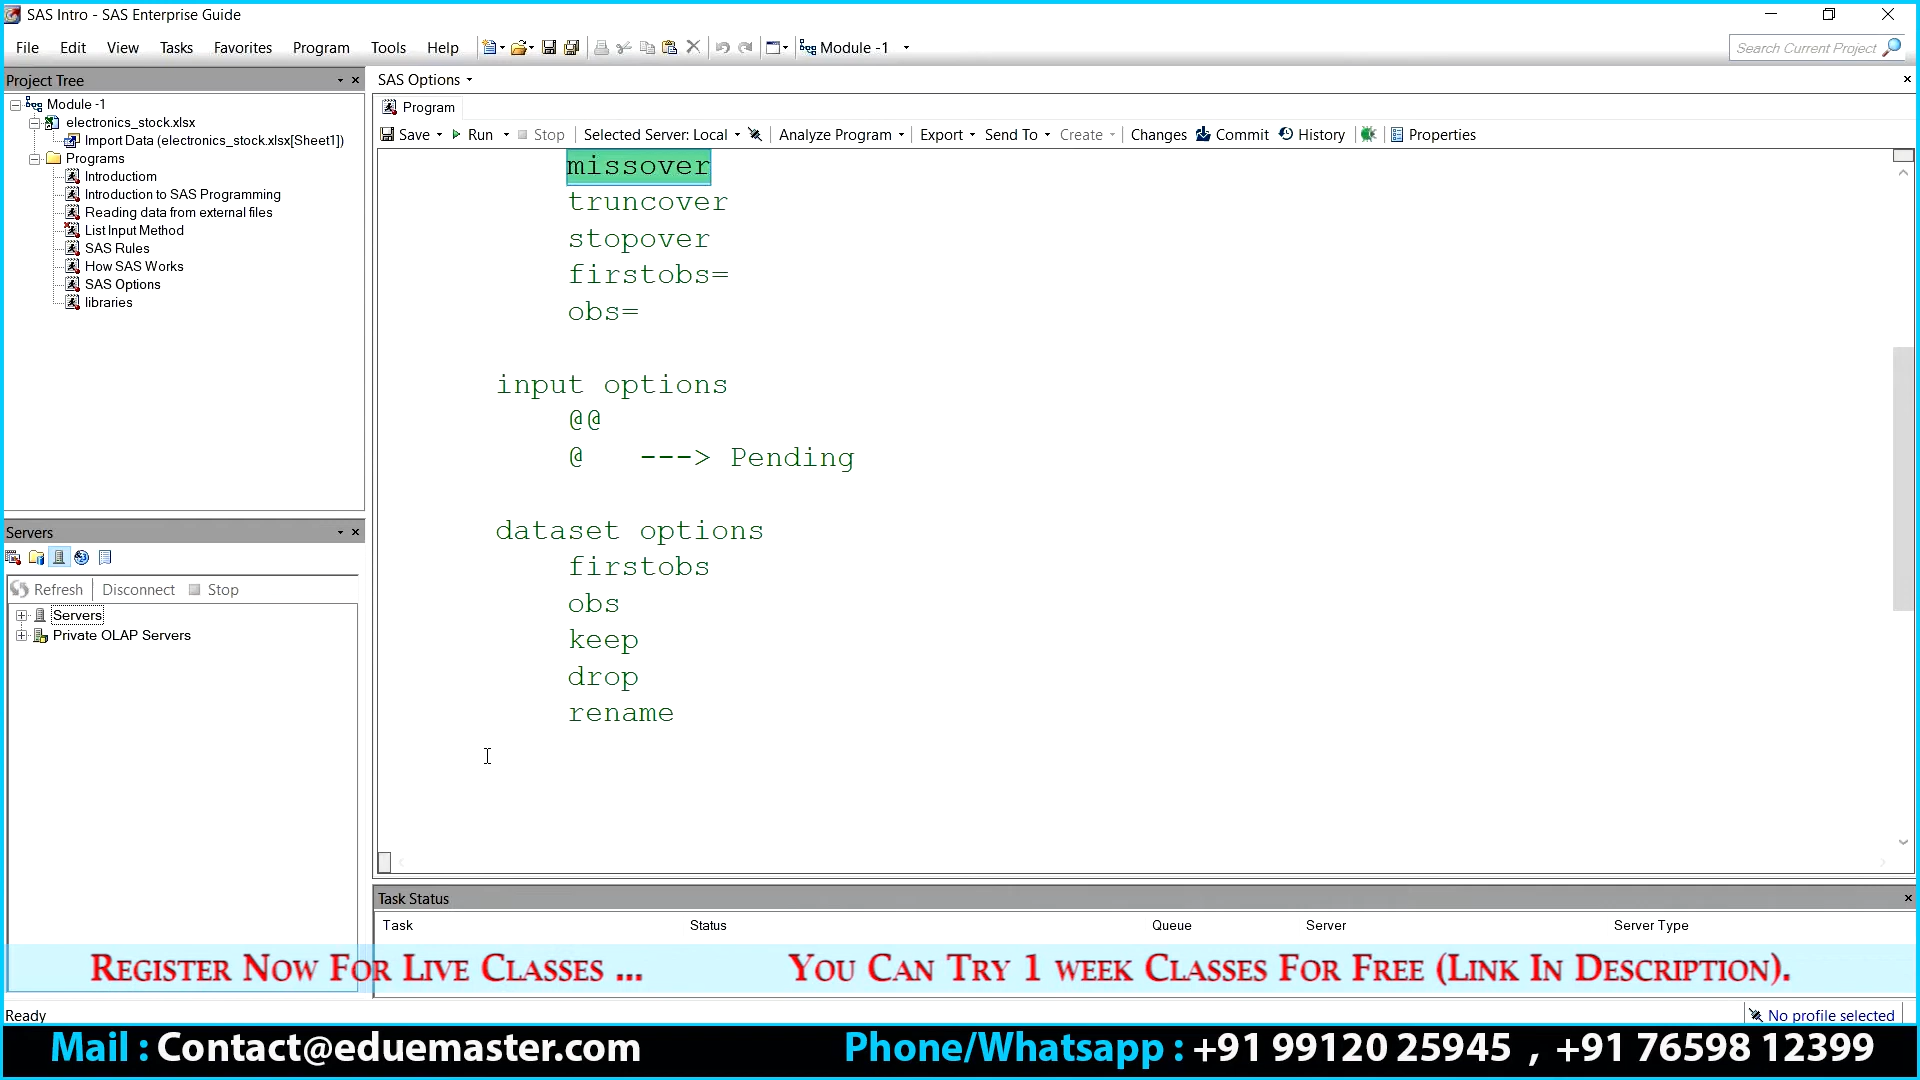 SAS Intro - SAS Enterprise Guide
File Edit View Tasks Favorites Program Tools Help Module -1 Search Current Project
Project Tree
Module -1
electronics_stock.xlsx
Import Data (electronics_stock.xlsx[Sheet1])
Programs
Introductiom
Introduction to SAS Programming
Reading data from external files
List Input Method
SAS Rules
How SAS Works
SAS Options
libraries
Servers
Refresh Disconnect Stop
Servers
Private OLAP Servers
SAS Options
Program
Save Run Stop Selected Server: Local Analyze Program Export Send To Create Changes Commit History Properties
missover
truncover
stopover
firstobs=
obs=
input options
@@
@ ---> Pending
dataset options
firstobs
obs
keep
drop
rename
Task Status
Task Status Queue Server Server Type
Register Now For Live Classes ... You Can Try 1 week Classes For Free (Link In Description).
Ready No profile selected
Mail : Contact@eduemaster.com Phone/Whatsapp : +91 99120 25945 , +91 76598 12399